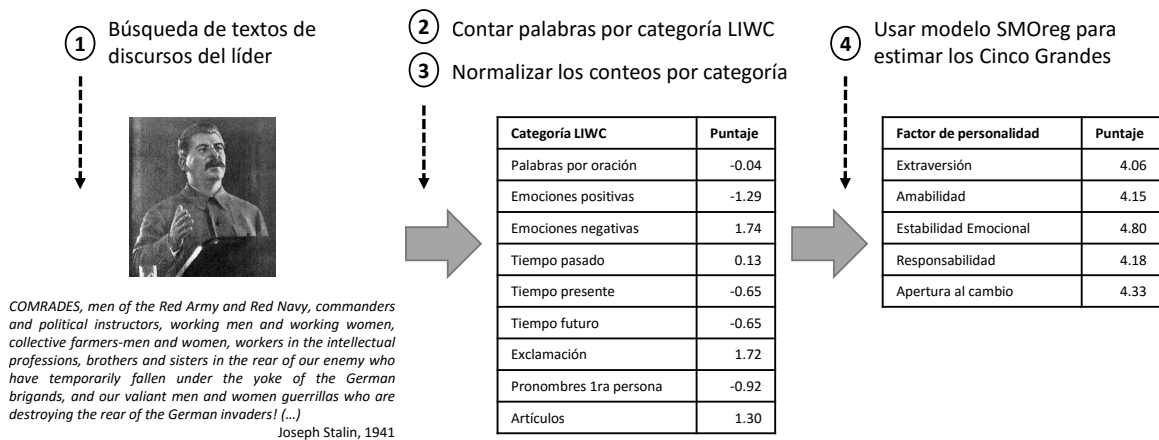 1
Búsqueda de textos de
discursos del líder
COMRADES, men of the Red Army and Red Navy, commanders
and political instructors, working men and working women,
collective farmers-men and women, workers in the intellectual
professions, brothers and sisters in the rear of our enemy who
have temporarily fallen under the yoke of the German
brigands, and our valiant men and women guerrillas who are
destroying the rear of the German invaders! (...)
Joseph Stalin, 1941
2 Contar palabras por categoría LIWC
3 Normalizar los conteos por categoría
Categoría LIWC Puntaje
Palabras por oración -0.04
Emociones positivas -1.29
Emociones negativas 1.74
Tiempo pasado 0.13
Tiempo presente -0.65
Tiempo futuro -0.65
Exclamación 1.72
Pronombres 1ra persona -0.92
Artículos 1.30
4
Usar modelo SMOreg para
estimar los Cinco Grandes
Factor de personalidad Puntaje
Extraversión 4.06
Amabilidad 4.15
Estabilidad Emocional 4.80
Responsabilidad 4.18
Apertura al cambio 4.33